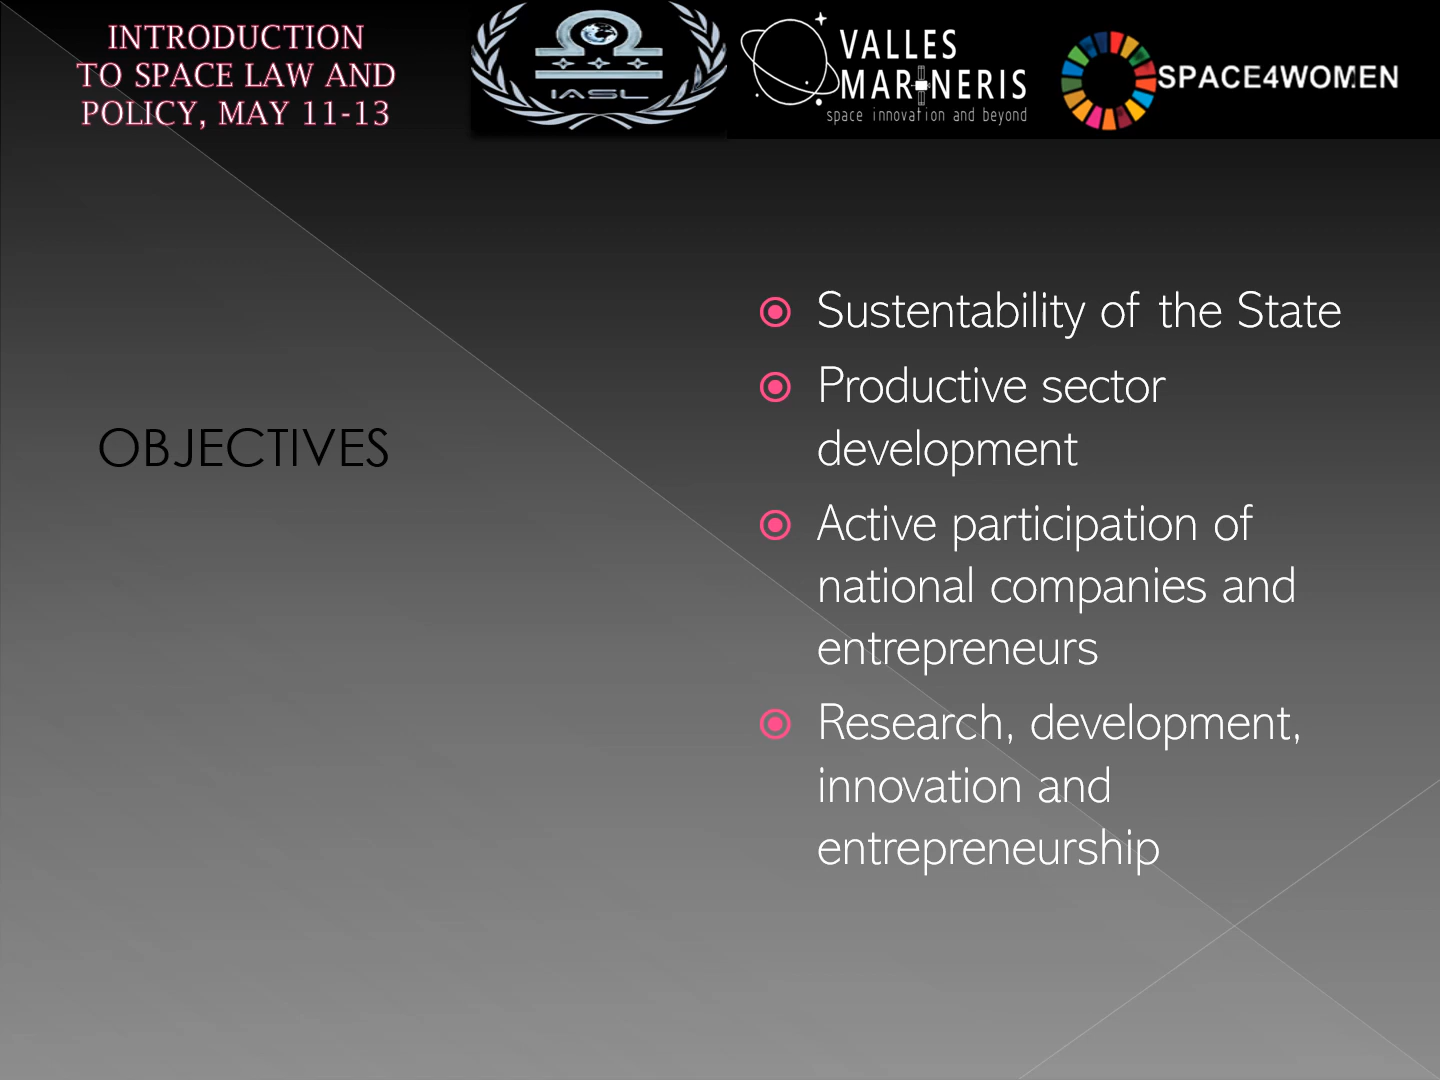 INTRODUCTION
TO SPACE LAW AND
POLICY, MAY 11-13
IASL
VALLES
MARINERIS
space innovation and beyond
SPACE4WOMEN
OBJECTIVES
Sustentability of the State
Productive sector
development
Active participation of
national companies and
entrepreneurs
Research, development,
innovation and
entrepreneurship